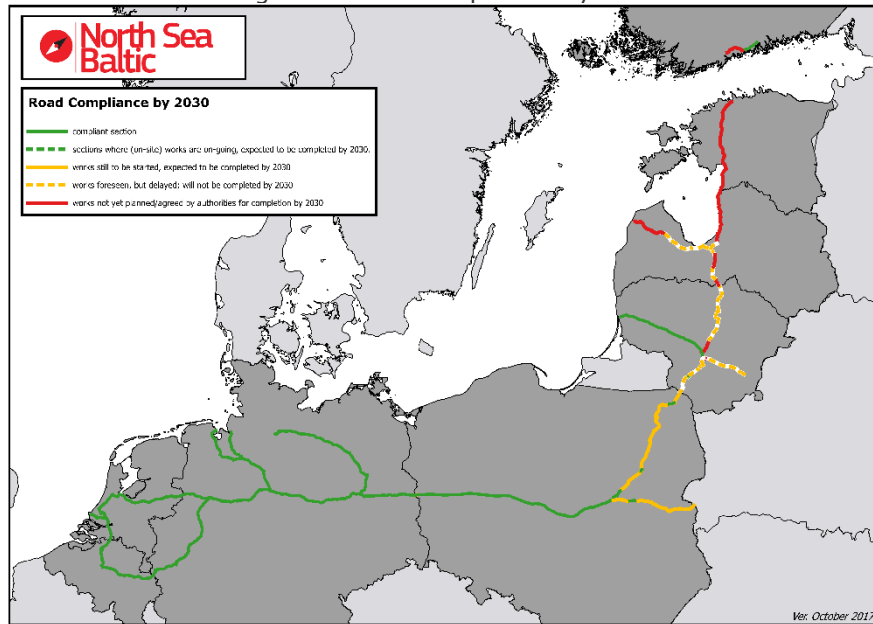 North Sea
Baltic
Road Compliance by 2030
compliant section
sections where (on-site) works are on-going, expected to be completed by 2030.
works still to be started, expected to be completed by 2030
works foreseen, but delayed; will not be completed by 2030
works not yet planned/agreed by authorities for completion by 2030
Ver. October 2017